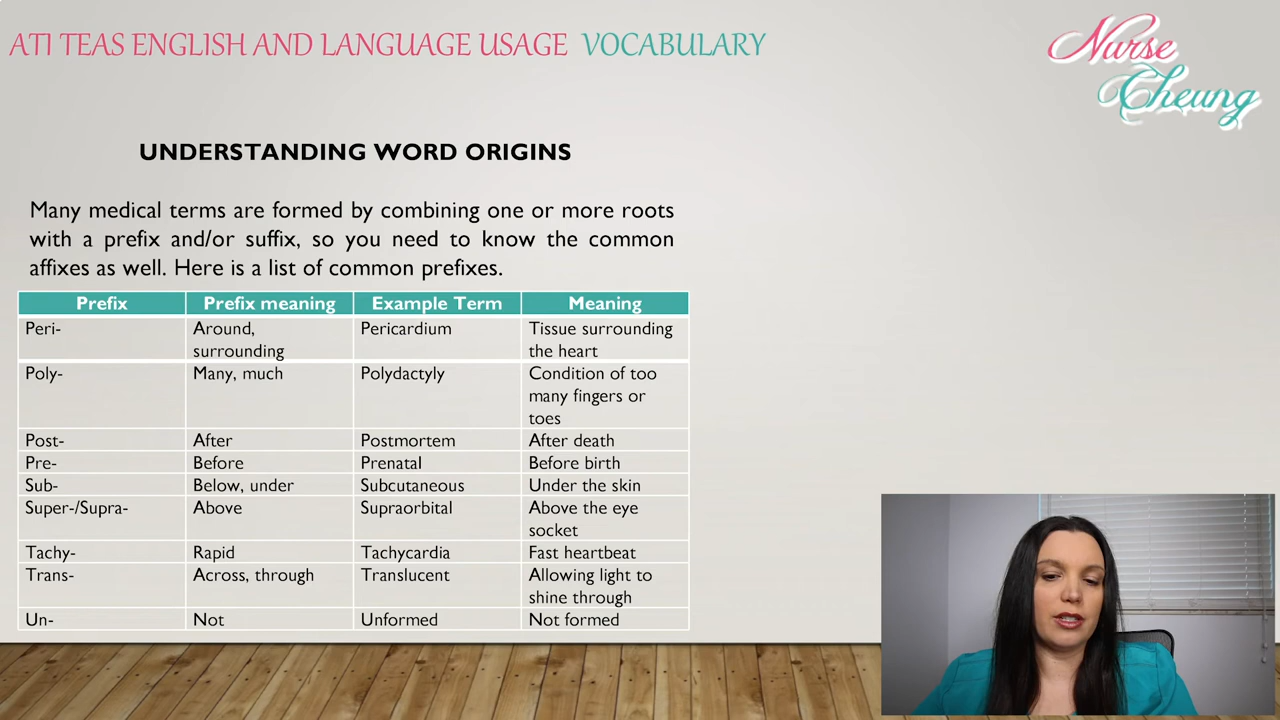 ATI TEAS ENGLISH AND LANGUAGE USAGE VOCABULARY
Nurse
Cheung
UNDERSTANDING WORD ORIGINS
Many medical terms are formed by combining one or more roots
with a prefix and/or suffix, so you need to know the common
affixes as well. Here is a list of common prefixes.
Prefix Prefix meaning Example Term Meaning
Peri- Around, Pericardium Tissue surrounding
surrounding the heart
Poly- Many, much Polydactyly Condition of too
many fingers or
toes
Post- After Postmortem After death
Pre- Before Prenatal Before birth
Sub- Below, under Subcutaneous Under the skin
Super-/Supra- Above Supraorbital Above the eye
socket
Tachy- Rapid Tachycardia Fast heartbeat
Trans- Across, through Translucent Allowing light to
shine through
Un- Not Unformed Not formed